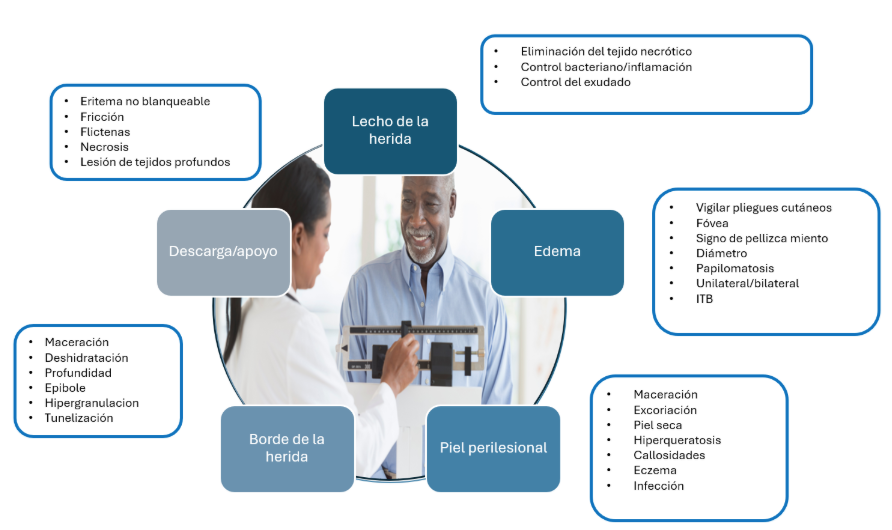 Eliminación del tejido necrótico
Control bacteriano/inflamación
Control del exudado
Lecho de la
herida
Eritema no blanqueable
Fricción
Flictenas
Necrosis
Lesión de tejidos profundos
Descarga/apoyo
Edema
Vigilar pliegues cutáneos
Fóvea
Signo de pellizca miento
Diámetro
Papilomatosis
Unilateral/bilateral
ITB
Maceración
Deshidratación
Profundidad
Epibole
Hipergranulacion
Tunelización
Borde de la
herida
Piel perilesional
Maceración
Excoriación
Piel seca
Hiperqueratosis
Callosidades
Eczema
Infección